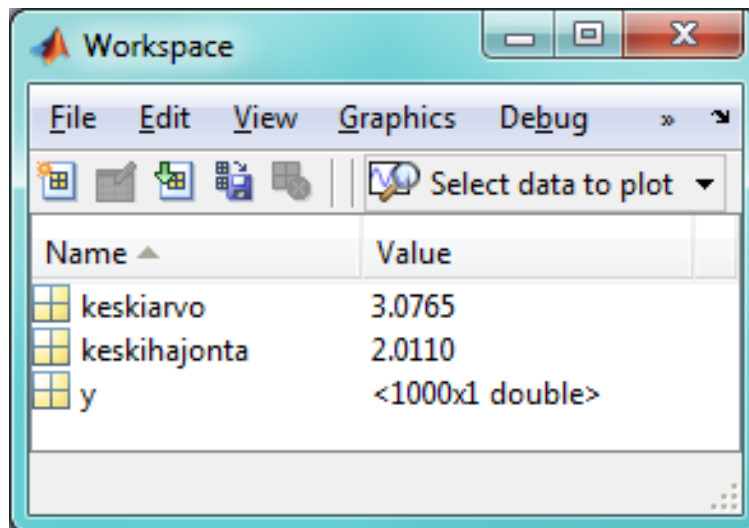 Workspace
File Edit View Graphics Debug »
Select data to plot
Name Value
keskiarvo 3.0765
keskihajonta 2.0110
y <1000x1 double>